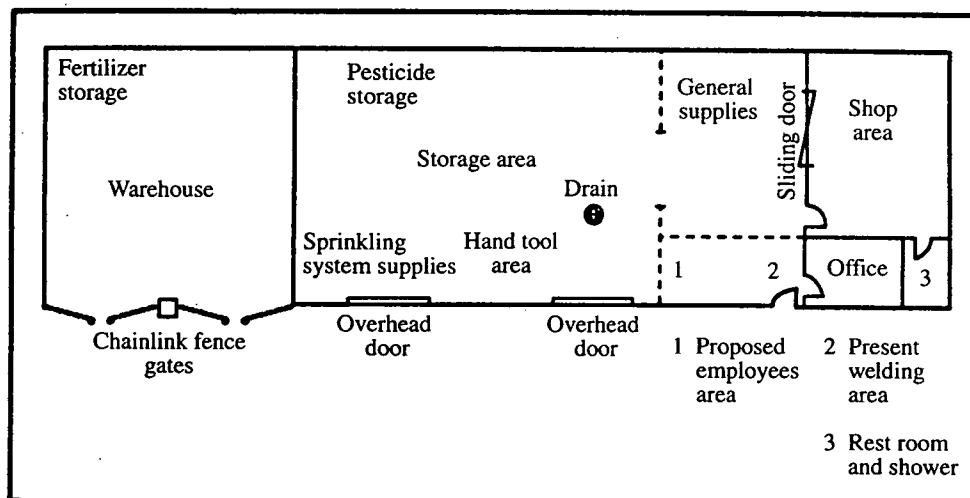 Fertilizer
storage
Pesticide
storage
General
supplies
Sliding door
Shop
area
Storage area
Warehouse
Drain
Sprinkling
system supplies
Hand tool
area
1
2
Office
3
Overhead
door
Overhead
door
Chainlink fence
gates
1 Proposed
employees
area
2 Present
welding
area
3 Rest room
and shower